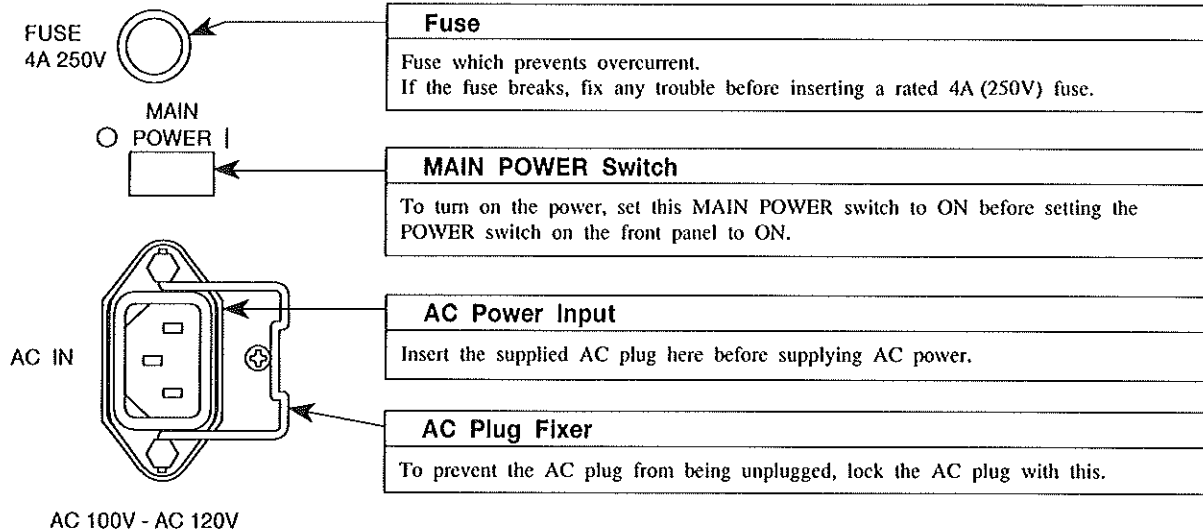 FUSE
4A 250V
Fuse
Fuse which prevents overcurrent.
If the fuse breaks, fix any trouble before inserting a rated 4A (250V) fuse.
MAIN
O POWER I
MAIN POWER Switch
To turn on the power, set this MAIN POWER switch to ON before setting the
POWER switch on the front panel to ON.
AC IN
AC Power Input
Insert the supplied AC plug here before supplying AC power.
AC Plug Fixer
To prevent the AC plug from being unplugged, lock the AC plug with this.
AC 100V - AC 120V